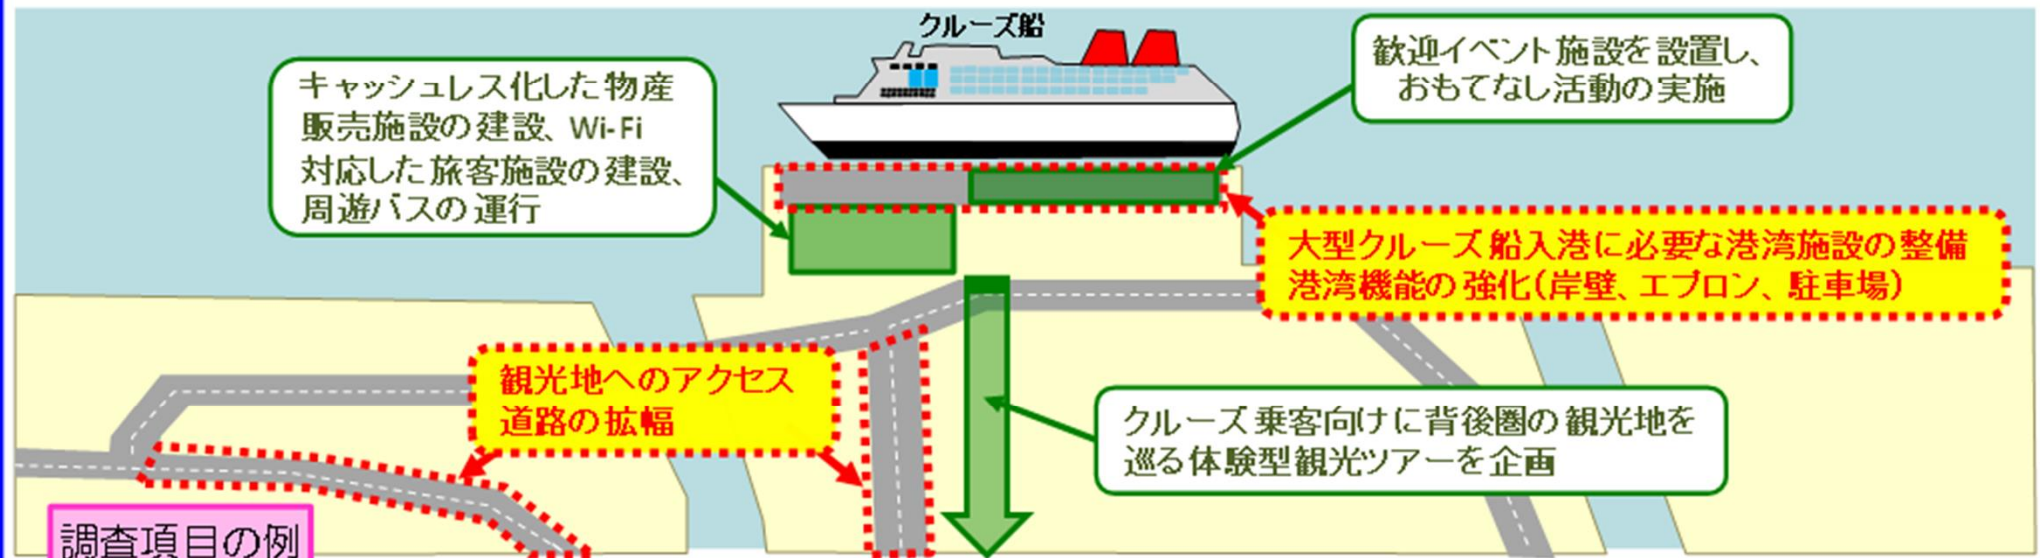 クルーズ船
キャッシュレス化した物産
販売施設の建設、Wi-Fi
対応した旅客施設の建設、
周遊バスの運行
歓迎イベント施設を設置し、
おもてなし活動の実施
大型クルーズ船入港に必要な港湾施設の整備
港湾機能の強化(岸壁、エプロン、駐車場)
観光地へのアクセス
道路の拡幅
クルーズ乗客向けに背後圏の観光地を
巡る体験型観光ツアーを企画
調査項目の例